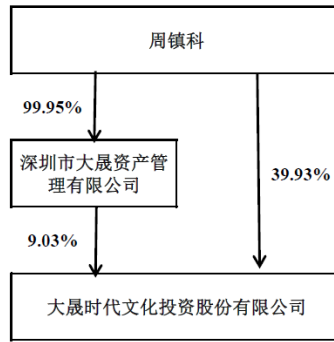 周镇科
99.95%
深圳市大晟资产管
理有限公司
39.93%
9.03%
大晟时代文化投资股份有限公司